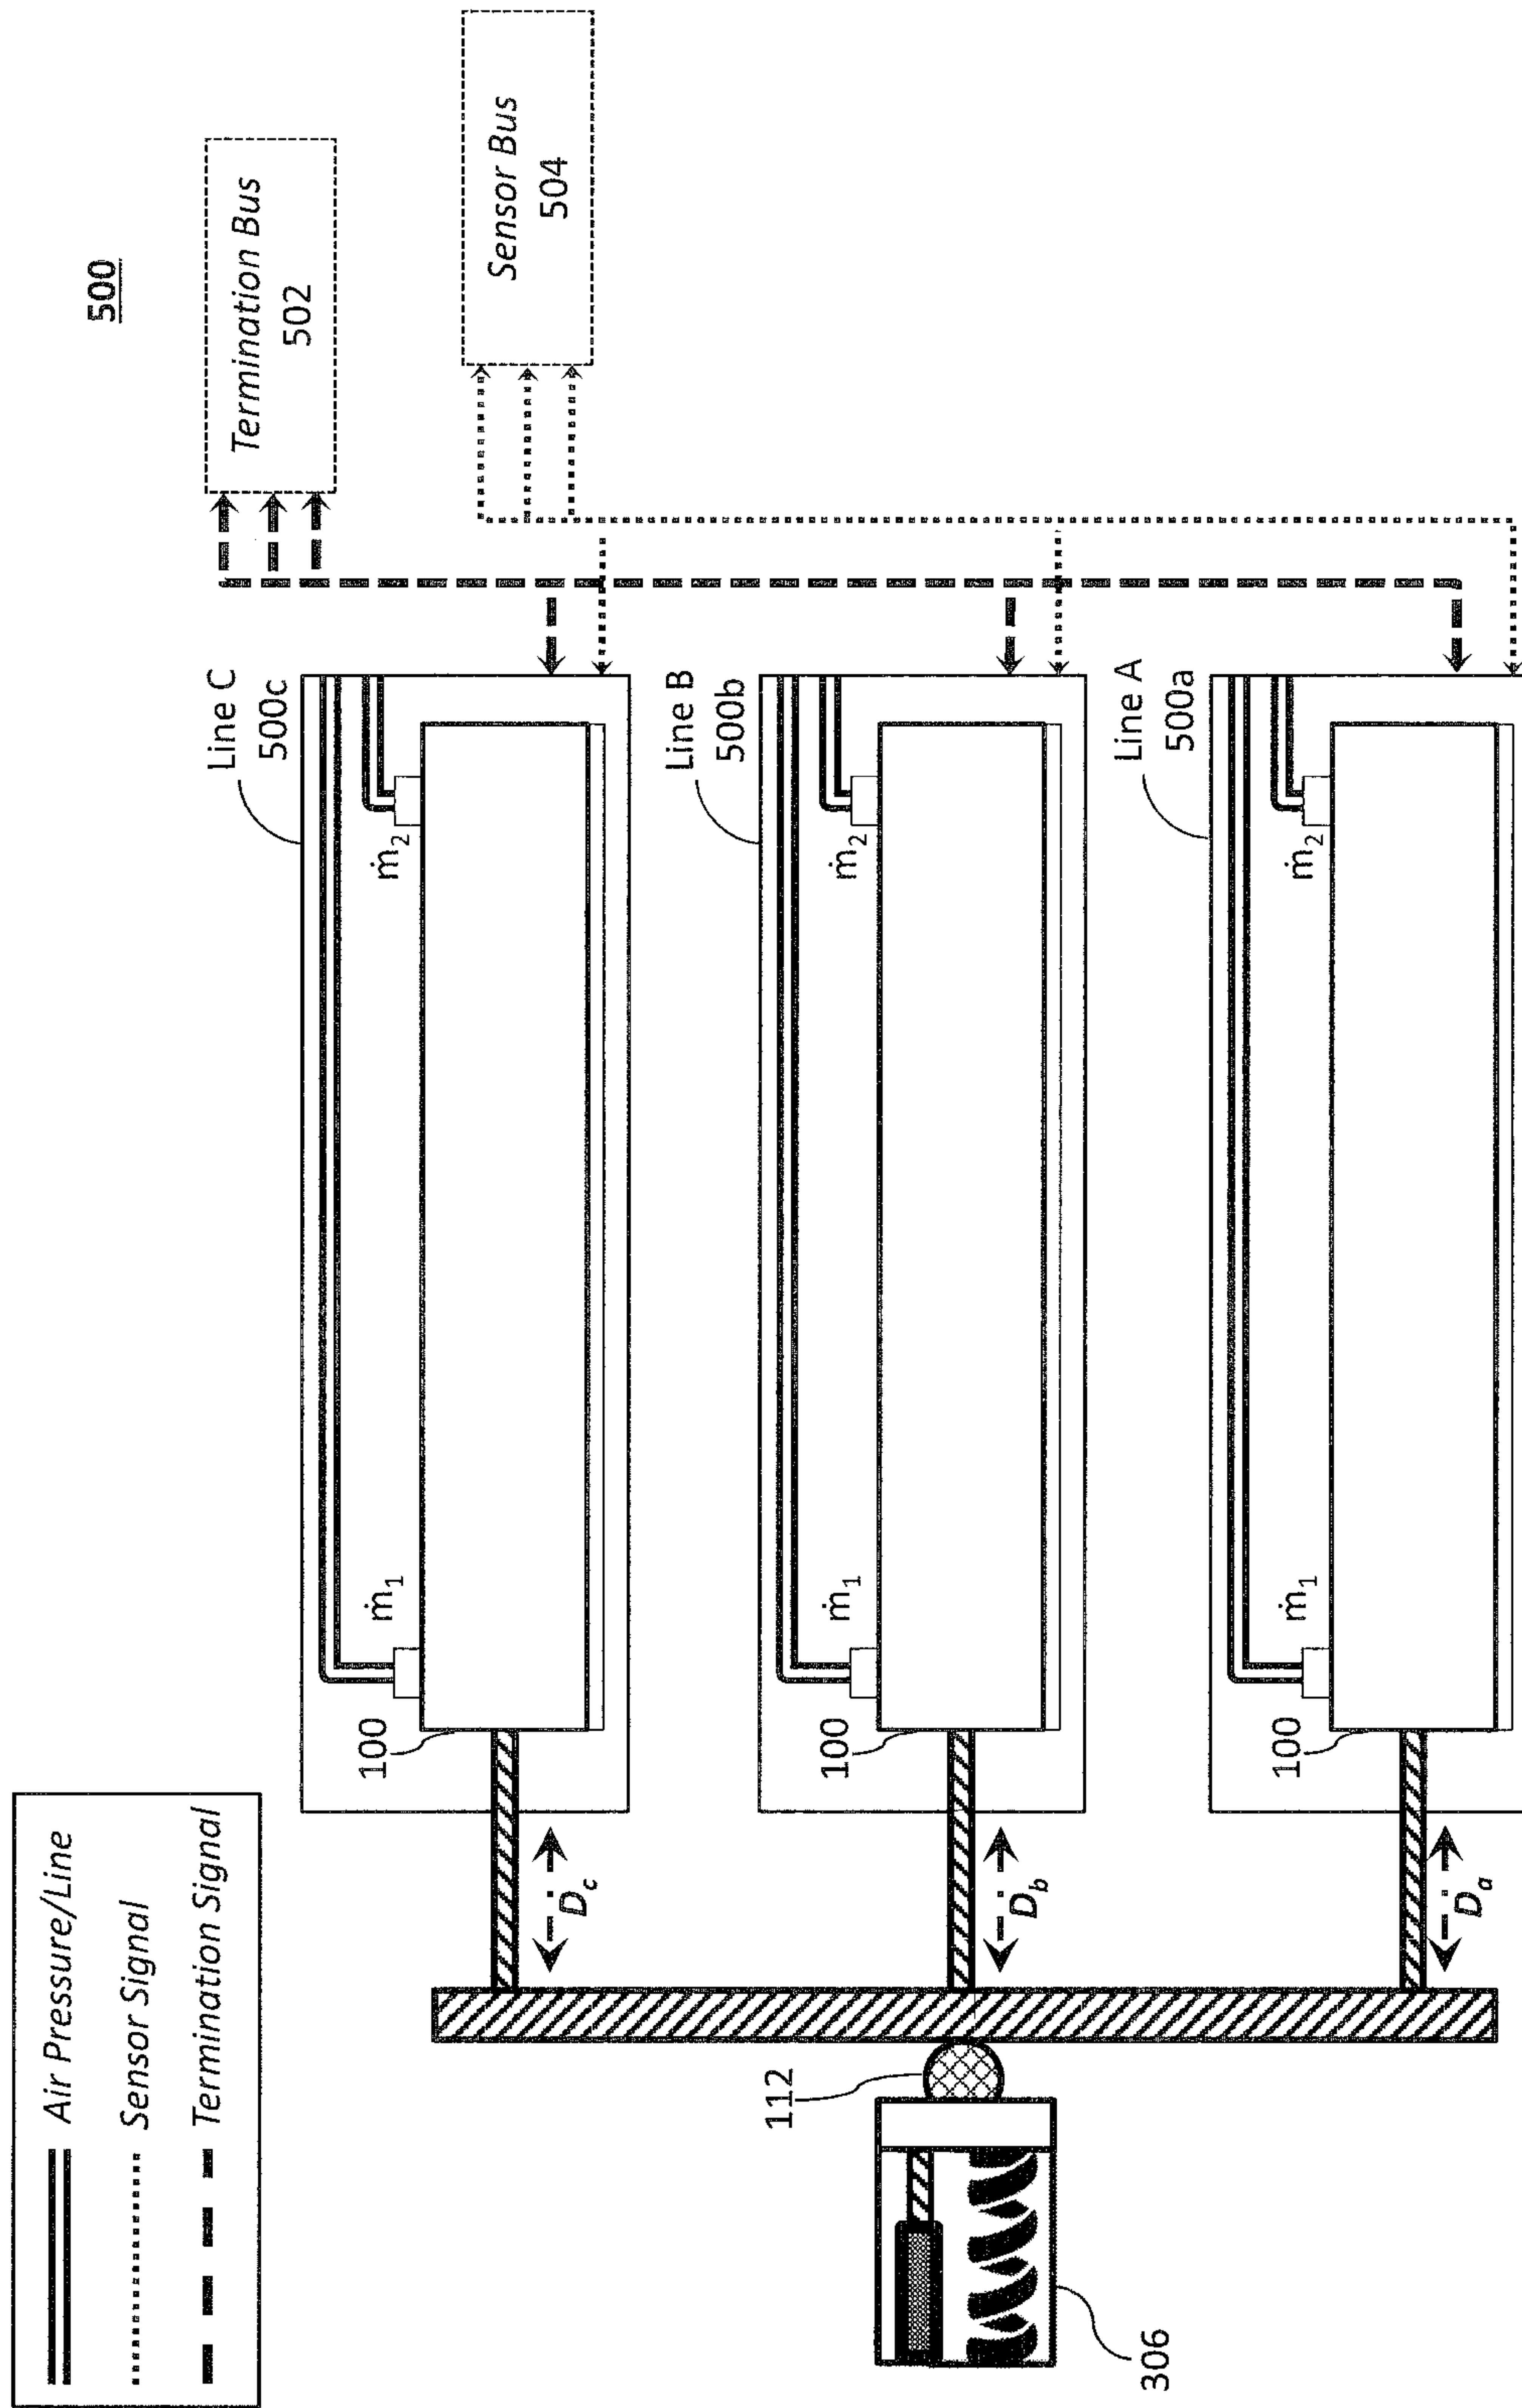 500
Air Pressure/Line
Sensor Signal
Termination Signal
Termination Bus
502
Sensor Bus
504
Line C
500c
ṁ1
ṁ2
100
Dc
Line B
500b
ṁ1
ṁ2
100
Db
112
306
Line A
500a
ṁ1
ṁ2
100
Da